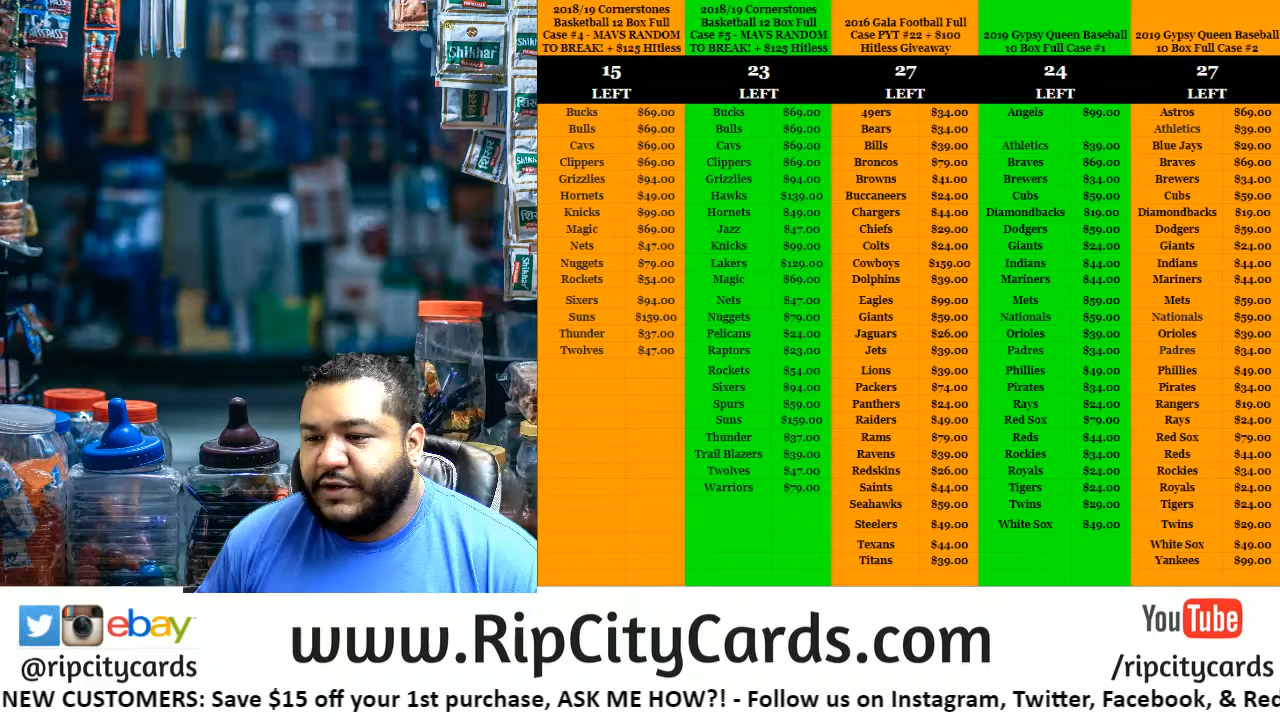 Shikhar
शिखर
Shikhar
2018/19 Cornerstones
Basketball 12 Box Full
Case #4 - MAVS RANDOM
TO BREAK! + $125 HItless
15
LEFT
Bucks $69.00
Bulls $69.00
Cavs $69.00
Clippers $69.00
Grizzlies $94.00
Hornets $49.00
Knicks $99.00
Magic $69.00
Nets $47.00
Nuggets $79.00
Rockets $54.00
Sixers $94.00
Suns $159.00
Thunder $37.00
Twolves $47.00
2018/19 Cornerstones
Basketball 12 Box Full
Case #5 - MAVS RANDOM
TO BREAK! + $125 Hitless
23
LEFT
Bucks $69.00
Bulls $69.00
Cavs $69.00
Clippers $69.00
Grizzlies $94.00
Hawks $139.00
Hornets $49.00
Jazz $47.00
Knicks $99.00
Lakers $129.00
Magic $69.00
Nets $47.00
Nuggets $79.00
Pelicans $24.00
Raptors $23.00
Rockets $54.00
Sixers $94.00
Spurs $59.00
Suns $159.00
Thunder $37.00
Trail Blazers $39.00
Twolves $47.00
Warriors $79.00
2016 Gala Football Full
Case PYT #22 + $100
Hitless Giveaway
27
LEFT
49ers $34.00
Bears $34.00
Bills $39.00
Broncos $79.00
Browns $41.00
Buccaneers $24.00
Chargers $44.00
Chiefs $29.00
Colts $24.00
Cowboys $159.00
Dolphins $39.00
Eagles $99.00
Giants $59.00
Jaguars $26.00
Jets $39.00
Lions $39.00
Packers $74.00
Panthers $24.00
Raiders $49.00
Rams $79.00
Ravens $39.00
Redskins $26.00
Saints $44.00
Seahawks $59.00
Steelers $49.00
Texans $44.00
Titans $39.00
2019 Gypsy Queen Baseball
10 Box Full Case #1
24
LEFT
Angels $99.00
Athletics $39.00
Braves $69.00
Brewers $34.00
Cubs $59.00
Diamondbacks $19.00
Dodgers $59.00
Giants $24.00
Indians $44.00
Mariners $44.00
Mets $59.00
Nationals $59.00
Orioles $39.00
Padres $34.00
Phillies $49.00
Pirates $34.00
Rays $24.00
Red Sox $79.00
Reds $44.00
Rockies $34.00
Royals $24.00
Tigers $24.00
Twins $29.00
White Sox $49.00
2019 Gypsy Queen Baseball
10 Box Full Case #2
27
LEFT
Astros $69.00
Athletics $39.00
Blue Jays $29.00
Braves $69.00
Brewers $34.00
Cubs $59.00
Diamondbacks $19.00
Dodgers $59.00
Giants $24.00
Indians $44.00
Mariners $44.00
Mets $59.00
Nationals $59.00
Orioles $39.00
Padres $34.00
Phillies $49.00
Pirates $34.00
Rangers $19.00
Rays $24.00
Red Sox $79.00
Reds $44.00
Rockies $34.00
Royals $24.00
Tigers $24.00
Twins $29.00
White Sox $49.00
Yankees $99.00
ebay
@ripcitycards
www.RipCityCards.com
YouTube
/ripcitycards
NEW CUSTOMERS: Save $15 off your 1st purchase, ASK ME HOW?! - Follow us on Instagram, Twitter, Facebook, & Red